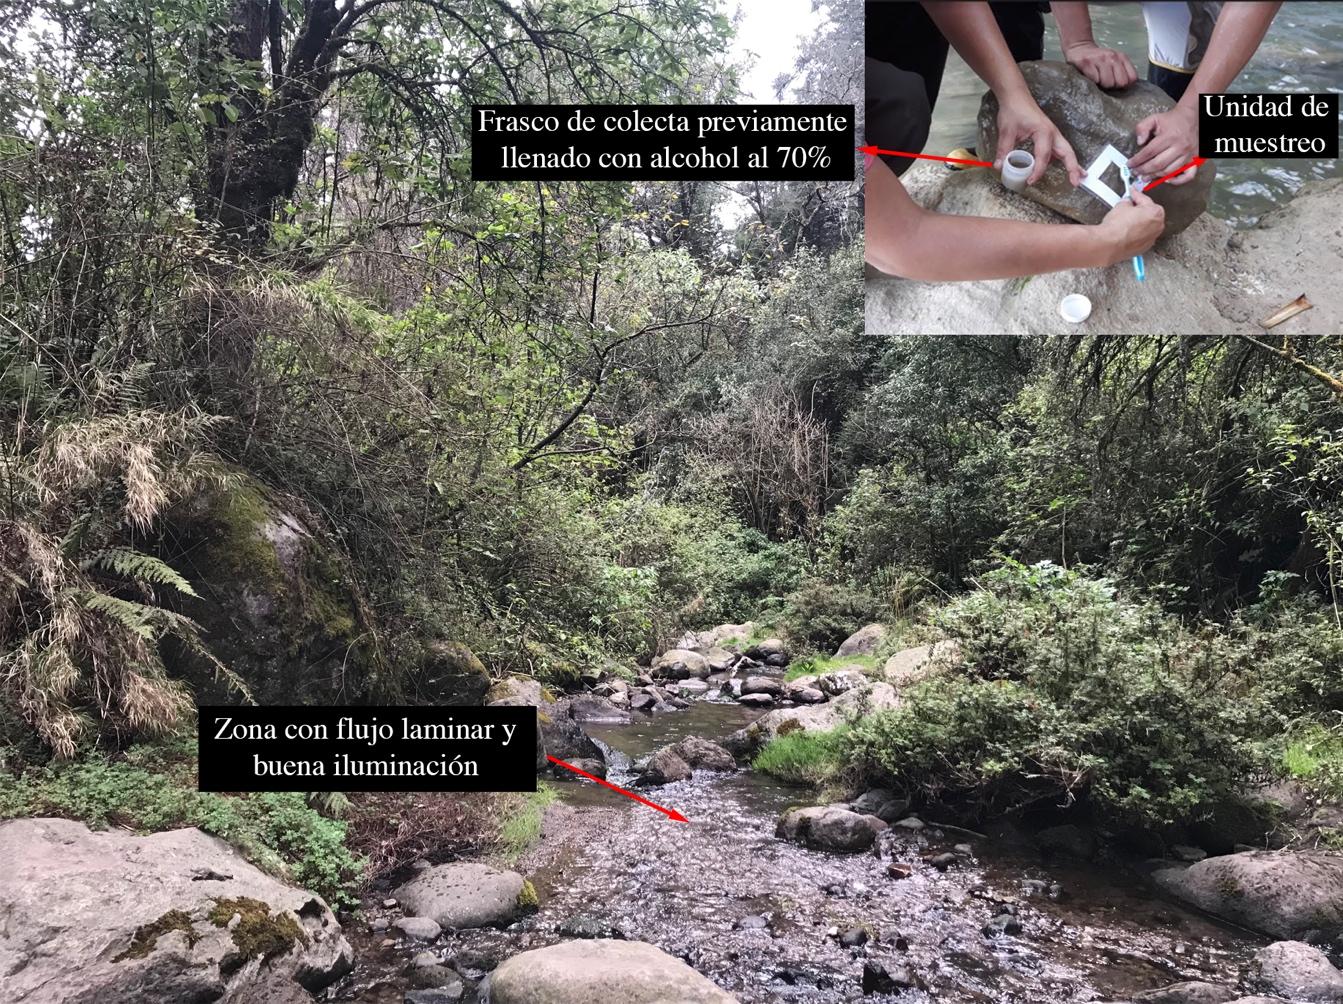 Frasco de colecta previamente
llenado con alcohol al 70%
Unidad de
muestreo
Zona con flujo laminar y
buena iluminación